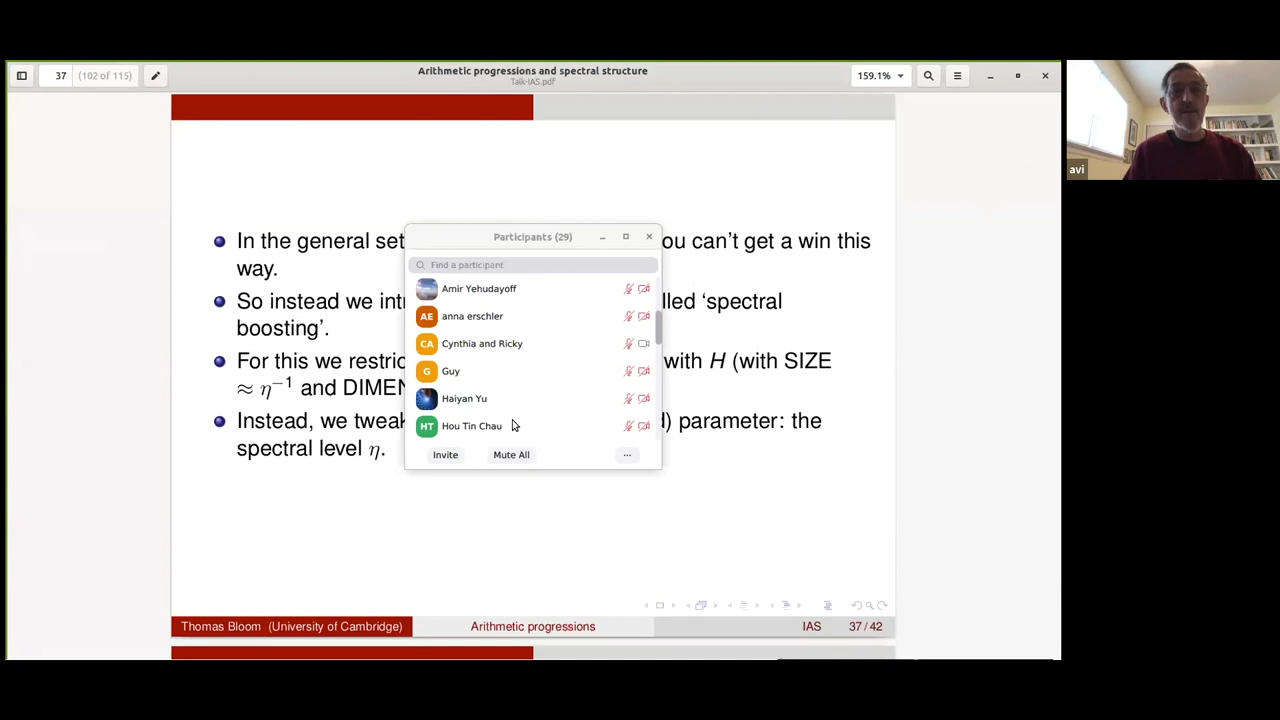 Arithmetic progressions and spectral structure
37 (102 of 115)
Talk-IAS.pdf
159.1%
avi
Participants (29)
Find a participant
Amir Yehudayoff
AE anna erschler
CA Cynthia and Ricky
G Guy
Haiyan Yu
HT Hou Tin Chau
Invite Mute All ...
In the general set ou can't get a win this
way.
So instead we int lled ‘spectral
boosting’.
For this we restric with H (with SIZE
≈ η⁻¹ and DIMEN
Instead, we tweak d) parameter: the
spectral level η.
Thomas Bloom (University of Cambridge) Arithmetic progressions IAS 37 / 42